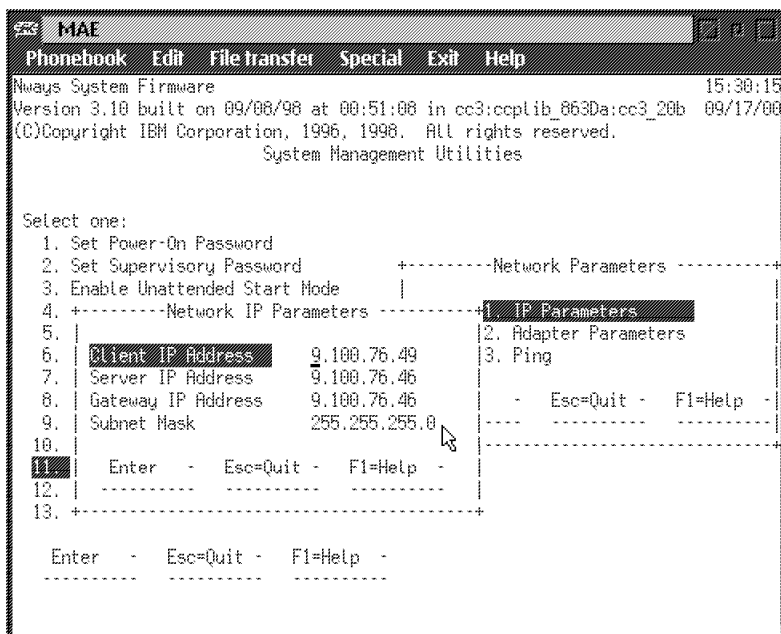 MAE
Phonebook Edit File transfer Special Exit Help
Nways System Firmware 15:30:15
Version 3.10 built on 09/08/98 at 00:51:08 in cc3:ccplib_863Da:cc3_20b 09/17/00
(C)Copyright IBM Corporation, 1996, 1998. All rights reserved.
System Management Utilities
Select one:
1. Set Power-On Password
2. Set Supervisory Password
3. Enable Unattended Start Mode
4.
5.
6.
7.
8.
9.
10.
11.
12.
13.
Network Parameters
1. IP Parameters
2. Adapter Parameters
3. Ping
- Esc=Quit - F1=Help -
Network IP Parameters
Client IP Address 9.100.76.49
Server IP Address 9.100.76.46
Gateway IP Address 9.100.76.46
Subnet Mask 255.255.255.0
Enter - Esc=Quit - F1=Help -
Enter - Esc=Quit - F1=Help -